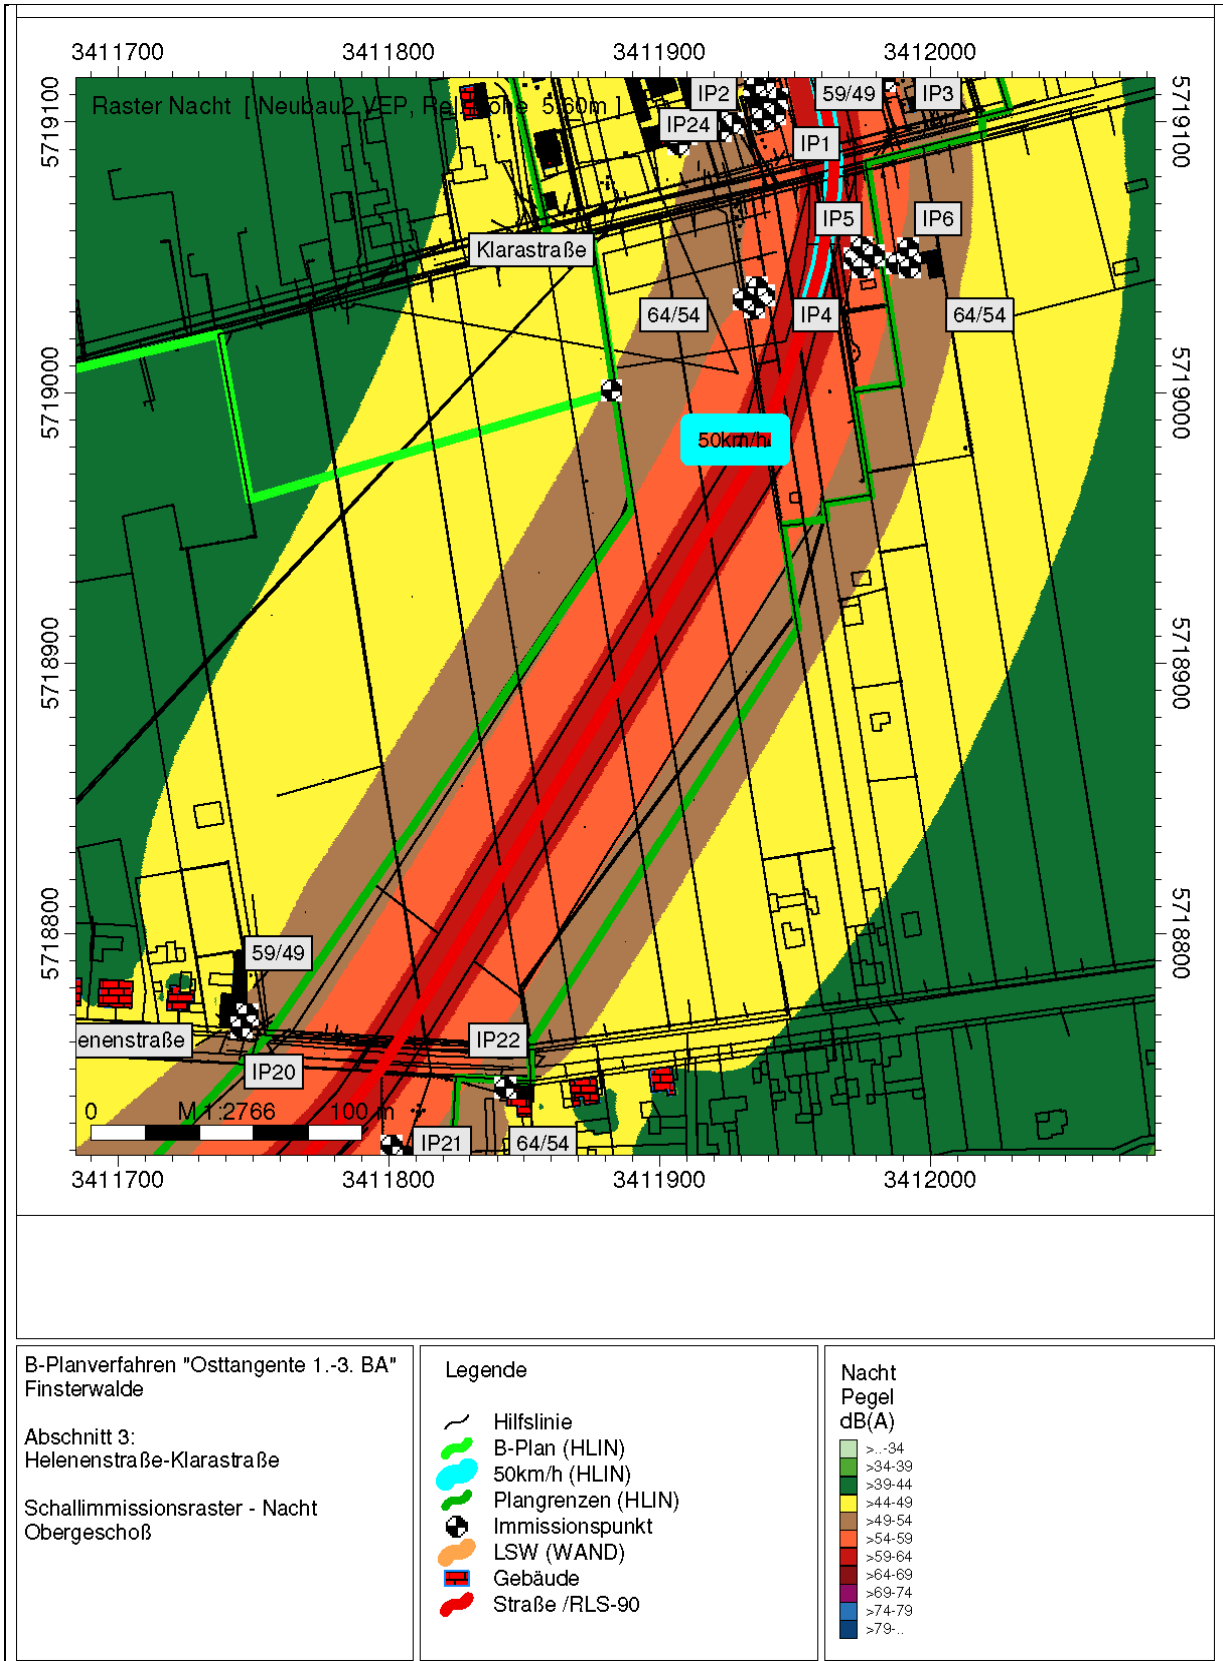 3411700 3411800 3411900 3412000
5719100 5719000 5718900 5718800
5719100 5719000 5718900 5718800
Raster Nacht [ Neubau2 VEP, Rel. Höhe 5.60m ]
IP2
59/49
IP3
IP24
IP1
IP5
IP6
Klarastraße
64/54
IP4
64/54
50km/h
59/49
enenstraße
IP22
IP20
0 M 1:2766 100 m
IP21
64/54
3411700 3411800 3411900 3412000
B-Planverfahren "Osttangente 1.-3. BA"
Finsterwalde
Abschnitt 3:
Helenenstraße-Klarastraße
Schallimmissionsraster - Nacht
Obergeschoß
Legende
Hilfslinie
B-Plan (HLIN)
50km/h (HLIN)
Plangrenzen (HLIN)
Immissionspunkt
LSW (WAND)
Gebäude
Straße /RLS-90
Nacht
Pegel
dB(A)
>..-34
>34-39
>39-44
>44-49
>49-54
>54-59
>59-64
>64-69
>69-74
>74-79
>79-..